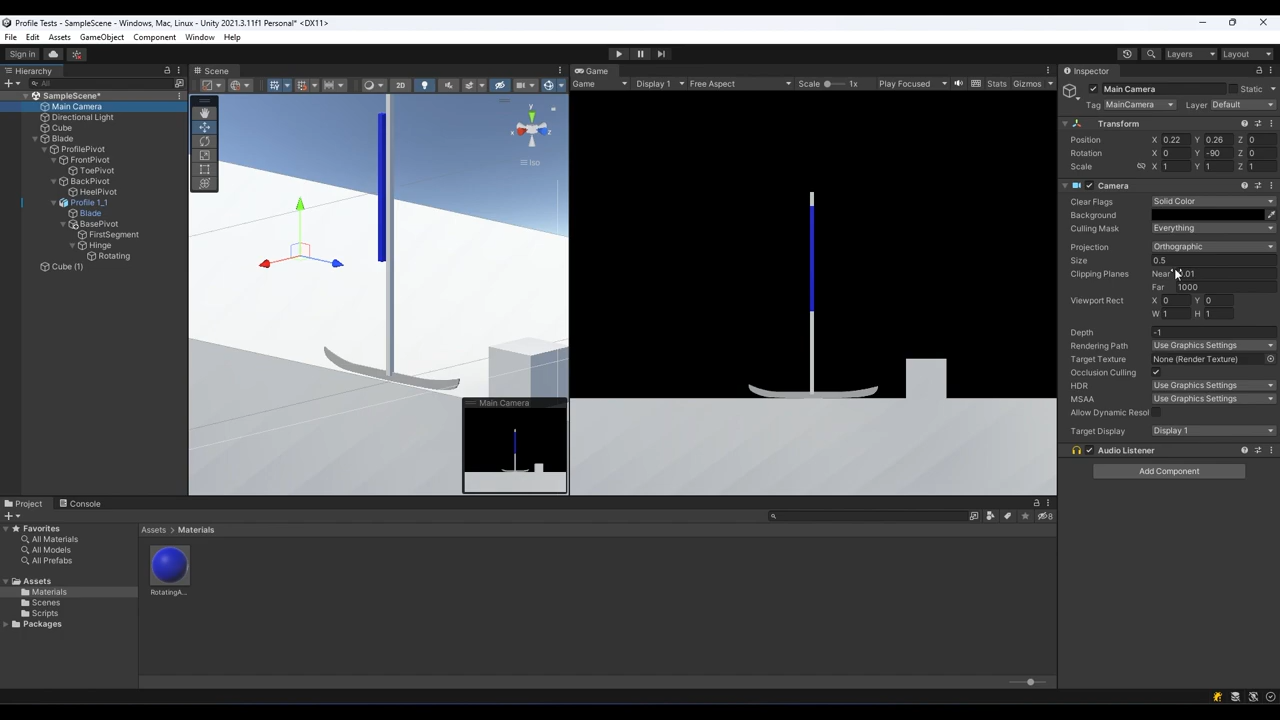 Profile Tests - SampleScene - Windows, Mac, Linux - Unity 2021.3.11f1 Personal* <DX11>
File Edit Assets GameObject Component Window Help
Sign in
Layers Layout
Hierarchy
All
SampleScene*
Main Camera
Directional Light
Cube
Blade
ProfilePivot
FrontPivot
ToePivot
BackPivot
HeelPivot
Profile 1_1
Blade
BasePivot
FirstSegment
Hinge
Rotating
Cube (1)
Scene
2D
y
x
z
Iso
Main Camera
Game
Game Display 1 Free Aspect Scale 1x Play Focused Stats Gizmos
Inspector
Main Camera Static
Tag MainCamera Layer Default
Transform
Position X 0.22 Y 0.26 Z 0
Rotation X 0 Y -90 Z 0
Scale X 1 Y 1 Z 1
Camera
Clear Flags Solid Color
Background
Culling Mask Everything
Projection Orthographic
Size 0.5
Clipping Planes Near .01
Far 1000
Viewport Rect X 0 Y 0
W 1 H 1
Depth -1
Rendering Path Use Graphics Settings
Target Texture None (Render Texture)
Occlusion Culling
HDR Use Graphics Settings
MSAA Use Graphics Settings
Allow Dynamic Resol
Target Display Display 1
Audio Listener
Add Component
Project Console
8
Favorites
All Materials
All Models
All Prefabs
Assets
Materials
Scenes
Scripts
Packages
Assets > Materials
RotatingA...